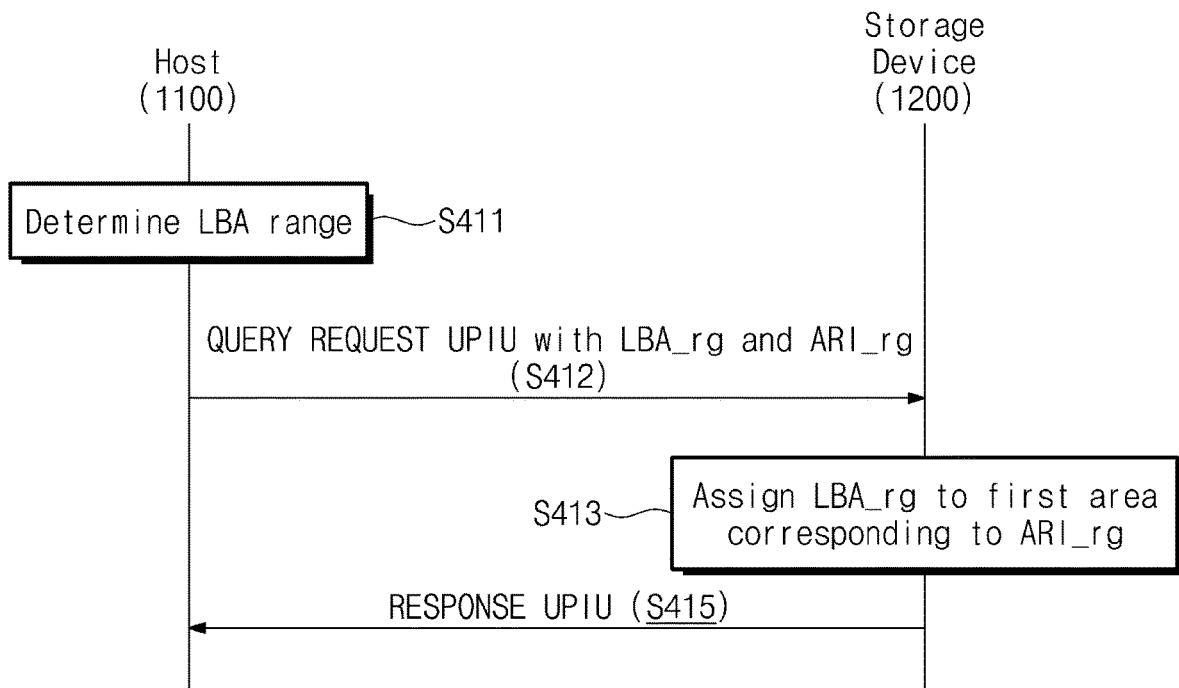 Host
(1100)
Storage
Device
(1200)
Determine LBA range
S411
QUERY REQUEST UPIU with LBA_rg and ARI_rg
(S412)
S413
Assign LBA_rg to first area
corresponding to ARI_rg
RESPONSE UPIU (S415)